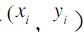 (xᵢ, yᵢ)